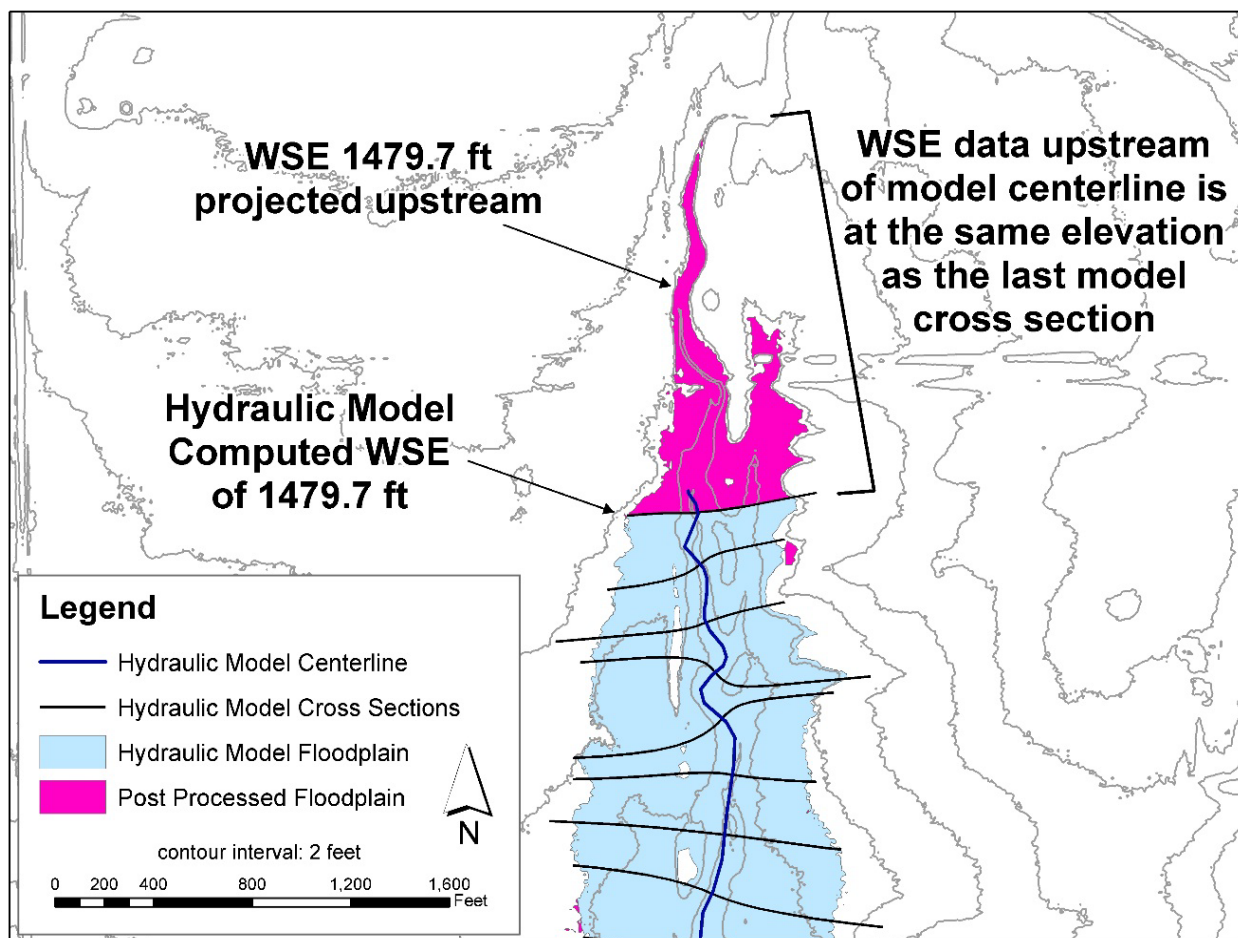 WSE 1479.7 ft
projected upstream
WSE data upstream
of model centerline is
at the same elevation
as the last model
cross section
Hydraulic Model
Computed WSE
of 1479.7 ft
Legend
Hydraulic Model Centerline
Hydraulic Model Cross Sections
Hydraulic Model Floodplain
Post Processed Floodplain
N
contour interval: 2 feet
0 200 400 800 1,200 1,600
Feet